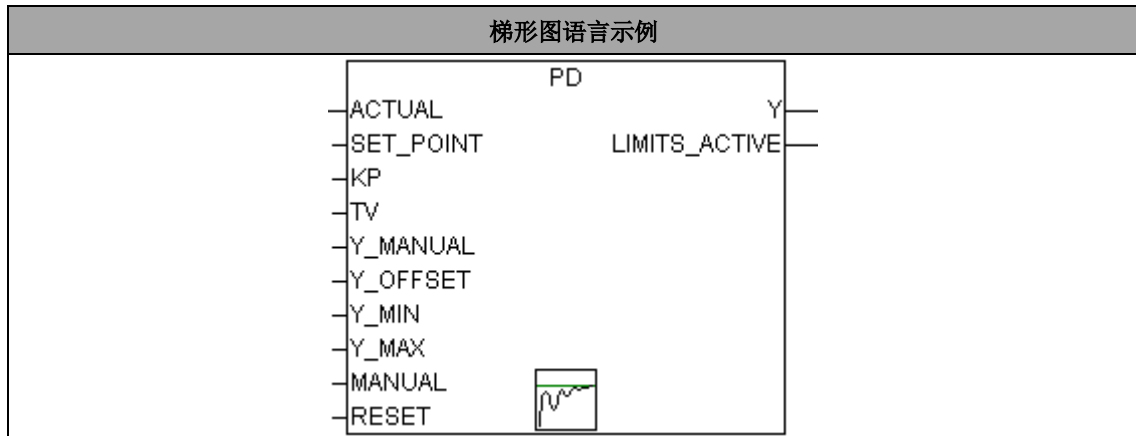 梯形图语言示例
PD
ACTUAL Y
SET_POINT LIMITS_ACTIVE
KP
TV
Y_MANUAL
Y_OFFSET
Y_MIN
Y_MAX
MANUAL
RESET